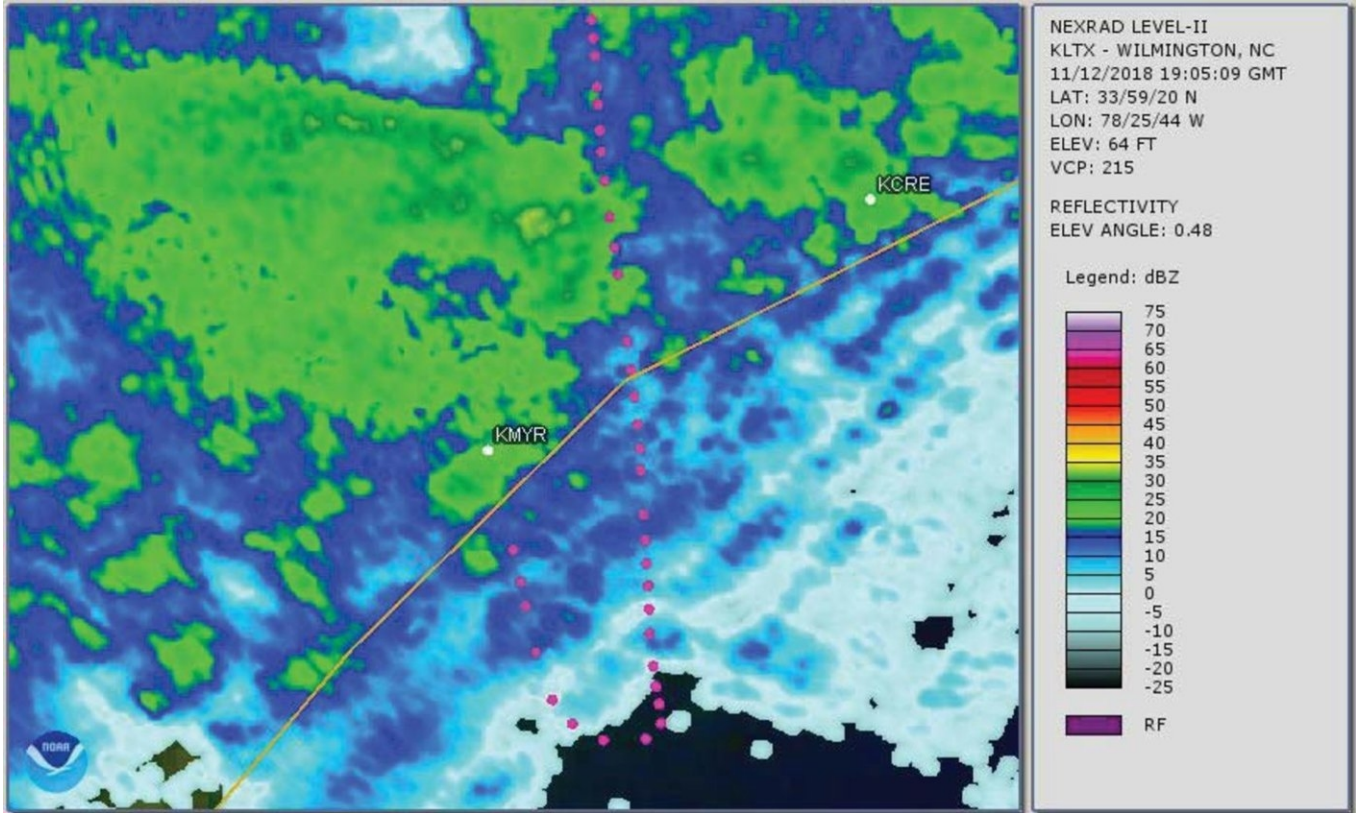 NEXRAD LEVEL-II
KLTX - WILMINGTON, NC
11/12/2018 19:05:09 GMT
LAT: 33/59/20 N
LON: 78/25/44 W
ELEV: 64 FT
VCP: 215
REFLECTIVITY
ELEV ANGLE: 0.48
Legend: dBZ
75
70
65
60
55
50
45
40
35
30
25
20
15
10
5
0
-5
-10
-15
-20
-25
RF
KCRE
KMYR
NOAA